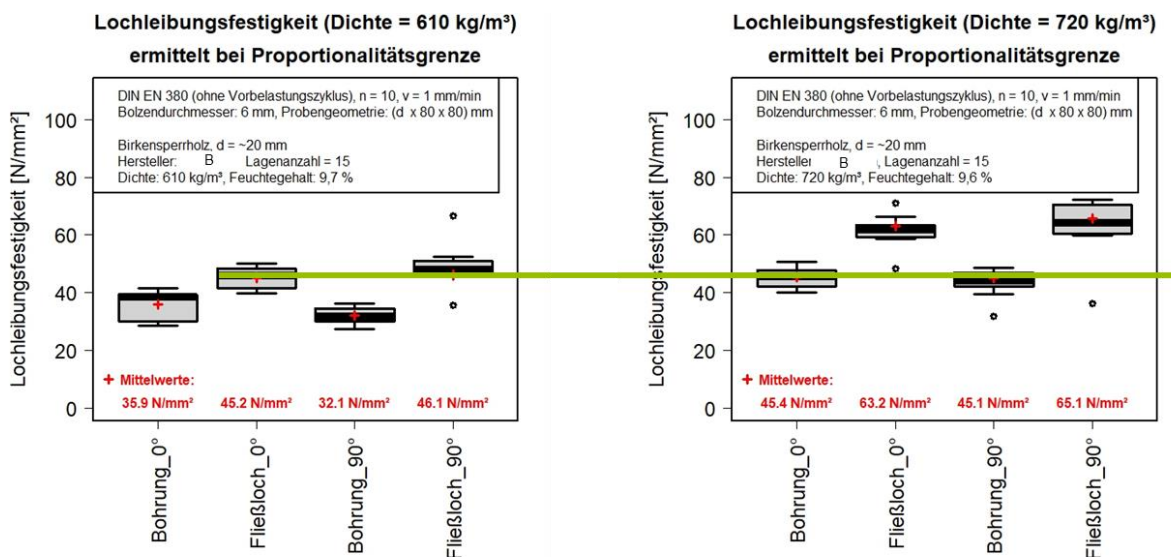 Lochleibungsfestigkeit (Dichte = 610 kg/m³)
ermittelt bei Proportionalitätsgrenze
DIN EN 380 (ohne Vorbelastungszyklus), n = 10, v = 1 mm/min
Bolzendurchmesser: 6 mm, Probengeometrie: (d x 80 x 80) mm
Birkensperrholz, d = ~20 mm
Hersteller: B Lagenanzahl = 15
Dichte: 610 kg/m³, Feuchtegehalt: 9,7 %
Lochleibungsfestigkeit [N/mm²]
100
80
60
40
20
0
+ Mittelwerte:
35.9 N/mm² 45.2 N/mm² 32.1 N/mm² 46.1 N/mm²
Bohrung_0°
Fließloch_0°
Bohrung_90°
Fließloch_90°
Lochleibungsfestigkeit (Dichte = 720 kg/m³)
ermittelt bei Proportionalitätsgrenze
DIN EN 380 (ohne Vorbelastungszyklus), n = 10, v = 1 mm/min
Bolzendurchmesser: 6 mm, Probengeometrie: (d x 80 x 80) mm
Birkensperrholz, d = ~20 mm
Hersteller B , Lagenanzahl = 15
Dichte: 720 kg/m³, Feuchtegehalt: 9,6 %
Lochleibungsfestigkeit [N/mm²]
100
80
60
40
20
0
+ Mittelwerte:
45.4 N/mm² 63.2 N/mm² 45.1 N/mm² 65.1 N/mm²
Bohrung_0°
Fließloch_0°
Bohrung_90°
Fließloch_90°